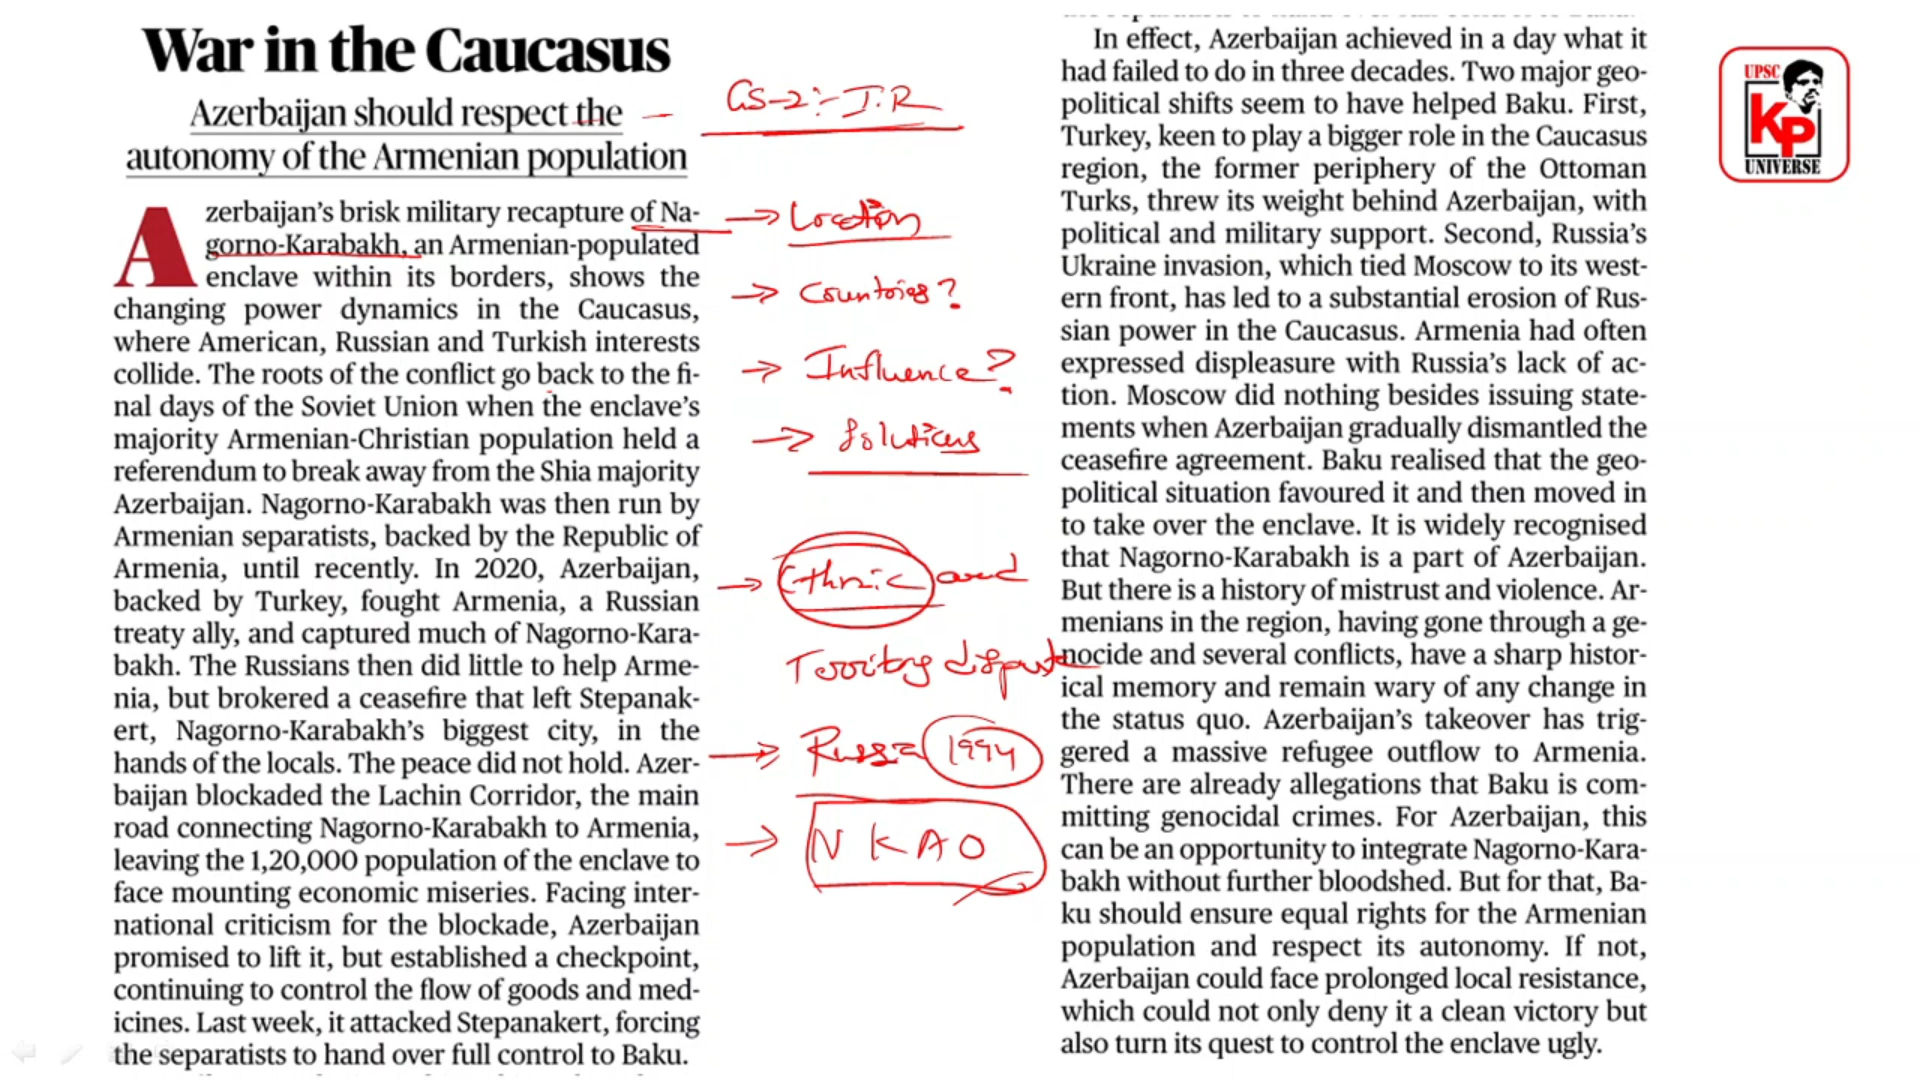 War in the Caucasus
Azerbaijan should respect the
autonomy of the Armenian population
Azerbaijan's brisk military recapture of Na-
gorno-Karabakh, an Armenian-populated
enclave within its borders, shows the
changing power dynamics in the Caucasus,
where American, Russian and Turkish interests
collide. The roots of the conflict go back to the fi-
nal days of the Soviet Union when the enclave's
majority Armenian-Christian population held a
referendum to break away from the Shia majority
Azerbaijan. Nagorno-Karabakh was then run by
Armenian separatists, backed by the Republic of
Armenia, until recently. In 2020, Azerbaijan,
backed by Turkey, fought Armenia, a Russian
treaty ally, and captured much of Nagorno-Kara-
bakh. The Russians then did little to help Arme-
nia, but brokered a ceasefire that left Stepanak-
ert, Nagorno-Karabakh's biggest city, in the
hands of the locals. The peace did not hold. Azer-
baijan blockaded the Lachin Corridor, the main
road connecting Nagorno-Karabakh to Armenia,
leaving the 1,20,000 population of the enclave to
face mounting economic miseries. Facing inter-
national criticism for the blockade, Azerbaijan
promised to lift it, but established a checkpoint,
continuing to control the flow of goods and med-
icines. Last week, it attacked Stepanakert, forcing
the separatists to hand over full control to Baku.
GS-2:- I.R
→ Location
→ Countries?
→ Influence?
→ Solutions
→ Ethnic and
Territory dispute
→ Russia 1994
→ NKAO
In effect, Azerbaijan achieved in a day what it
had failed to do in three decades. Two major geo-
political shifts seem to have helped Baku. First,
Turkey, keen to play a bigger role in the Caucasus
region, the former periphery of the Ottoman
Turks, threw its weight behind Azerbaijan, with
political and military support. Second, Russia's
Ukraine invasion, which tied Moscow to its west-
ern front, has led to a substantial erosion of Rus-
sian power in the Caucasus. Armenia had often
expressed displeasure with Russia's lack of ac-
tion. Moscow did nothing besides issuing state-
ments when Azerbaijan gradually dismantled the
ceasefire agreement. Baku realised that the geo-
political situation favoured it and then moved in
to take over the enclave. It is widely recognised
that Nagorno-Karabakh is a part of Azerbaijan.
But there is a history of mistrust and violence. Ar-
menians in the region, having gone through a ge-
nocide and several conflicts, have a sharp histor-
ical memory and remain wary of any change in
the status quo. Azerbaijan's takeover has trig-
gered a massive refugee outflow to Armenia.
There are already allegations that Baku is com-
mitting genocidal crimes. For Azerbaijan, this
can be an opportunity to integrate Nagorno-Kara-
bakh without further bloodshed. But for that, Ba-
ku should ensure equal rights for the Armenian
population and respect its autonomy. If not,
Azerbaijan could face prolonged local resistance,
which could not only deny it a clean victory but
also turn its quest to control the enclave ugly.
UPSC
KP
UNIVERSE